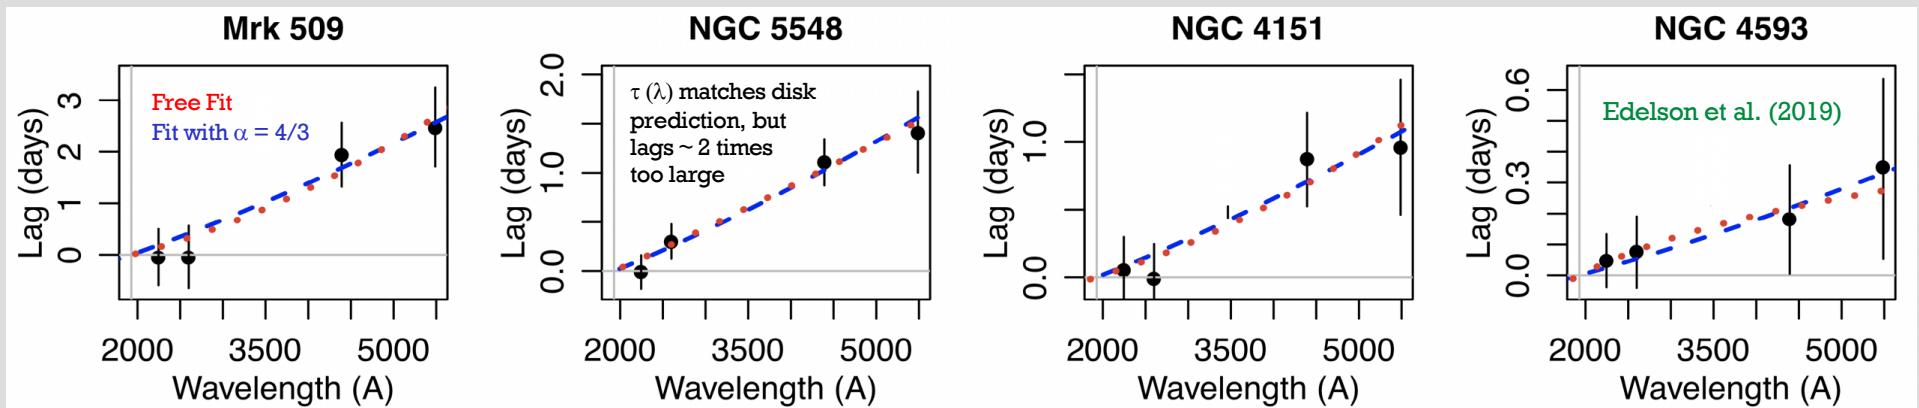 Mrk 509
NGC 5548
NGC 4151
NGC 4593
Lag (days)
3
2
1
0
Free Fit
Fit with α = 4/3
2000
3500
5000
Wavelength (A)
Lag (days)
2.0
1.0
0.0
τ (λ) matches disk
prediction, but
lags ~ 2 times
too large
2000
3500
5000
Wavelength (A)
Lag (days)
1.0
0.0
2000
3500
5000
Wavelength (A)
Lag (days)
0.6
0.3
0.0
Edelson et al. (2019)
2000
3500
5000
Wavelength (A)